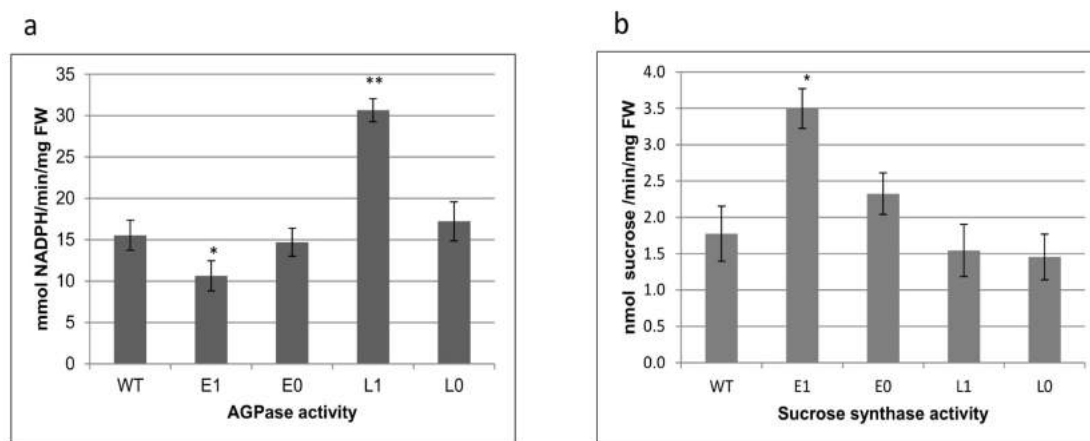 a
mmol NADPH/min/mg FW
35
30
25
20
15
10
5
0
**
*
WT E1 E0 L1 L0
AGPase activity
b
nmol sucrose /min/mg FW
4.0
3.5
3.0
2.5
2.0
1.5
1.0
0.5
0.0
*
WT E1 E0 L1 L0
Sucrose synthase activity